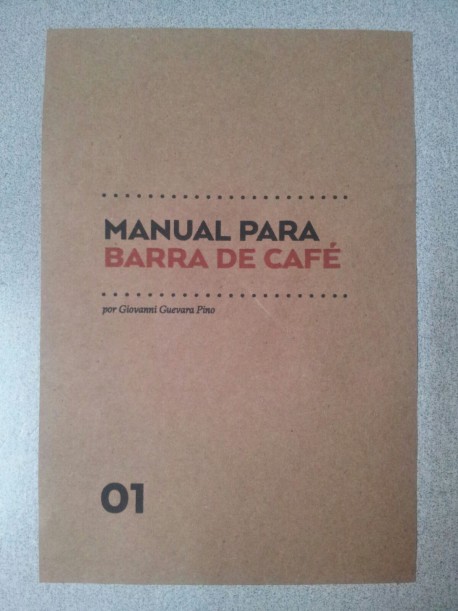 MANUAL PARA
BARRA DE CAFÉ
por Giovanni Guevara Pino
01